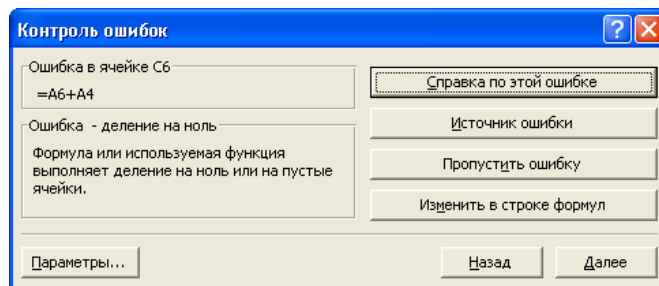 Контроль ошибок
Ошибка в ячейке C6
=A6+A4
Ошибка - деление на ноль
Формула или используемая функция
выполняет деление на ноль или на пустые
ячейки.
Справка по этой ошибке
Источник ошибки
Пропустить ошибку
Изменить в строке формул
Параметры...
Назад
Далее